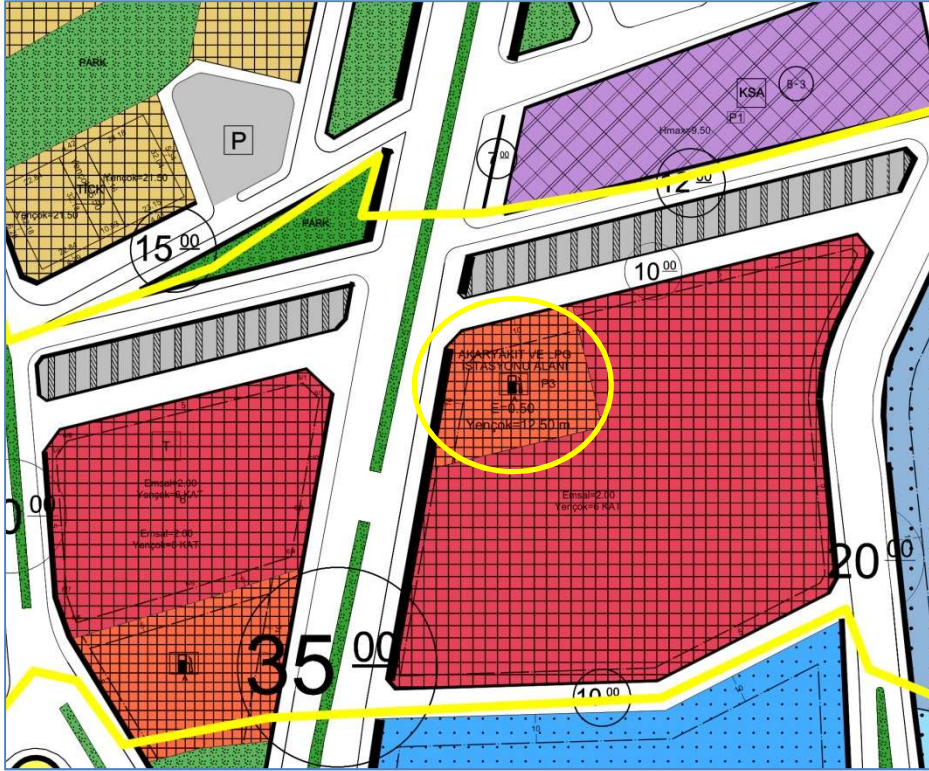 PARK
KSA
B-3
P1
Hmax=9.50
P
7.00
12.00
TİCK
Yençok=21.50
Yençok=21.50
PARK
15.00
10.00
AKARYAKIT VE LPG
İSTASYONU ALANI
P3
E=0.50
Yençok=12.50 m
T
Emsal=2.00
Yençok=6 KAT
Emsal=2.00
Yençok=6 KAT
Emsal=2.00
Yençok=6 KAT
20.00
35.00
10.00
10